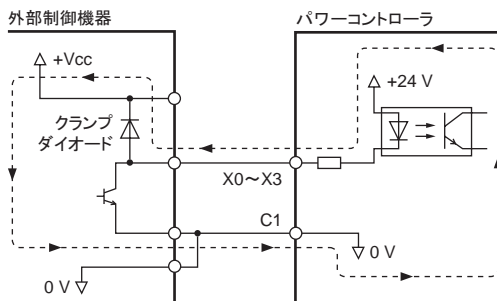 外部制御機器
パワーコントローラ
+Vcc
+24 V
クランプ
ダイオード
X0～X3
C1
0 V
0 V